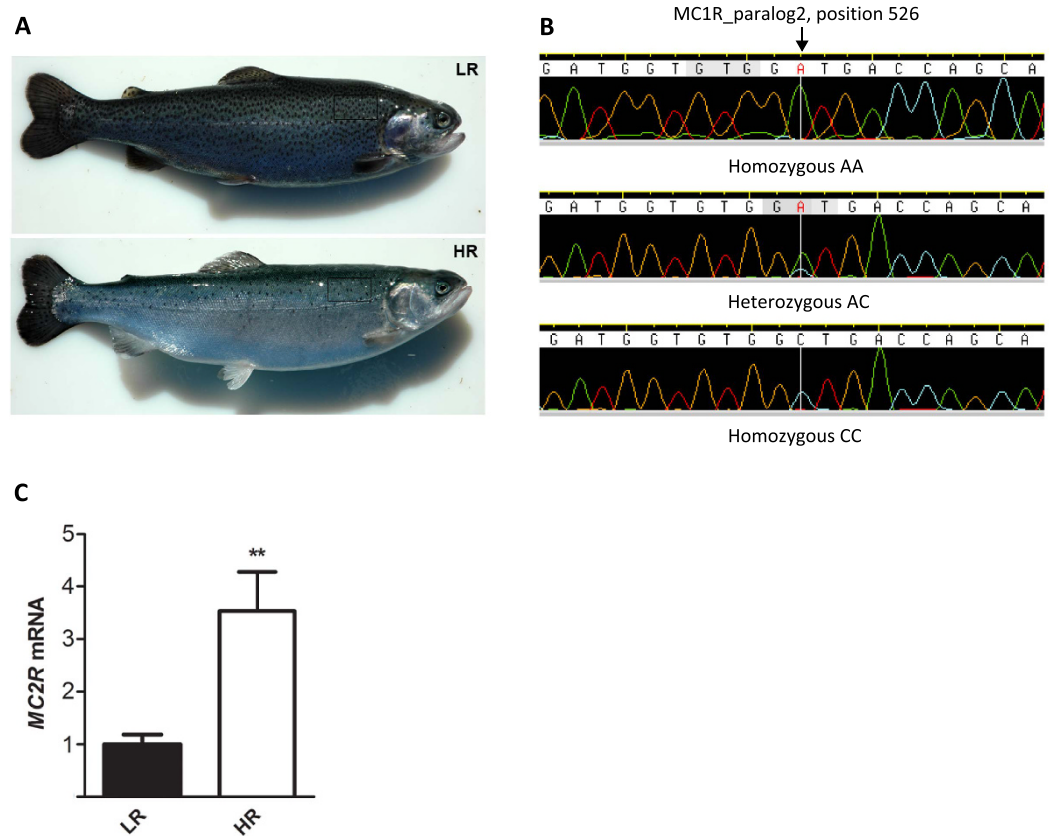 A
LR
HR
B
MC1R_paralog2, position 526
G A T G G T G T G G A T G A C C A G C A
Homozygous AA
G A T G G T G T G G A T G A C C A G C A
Heterozygous AC
G A T G G T G T G G C T G A C C A G C A
Homozygous CC
C
MC2R mRNA
5
4
3
2
1
**
LR
HR